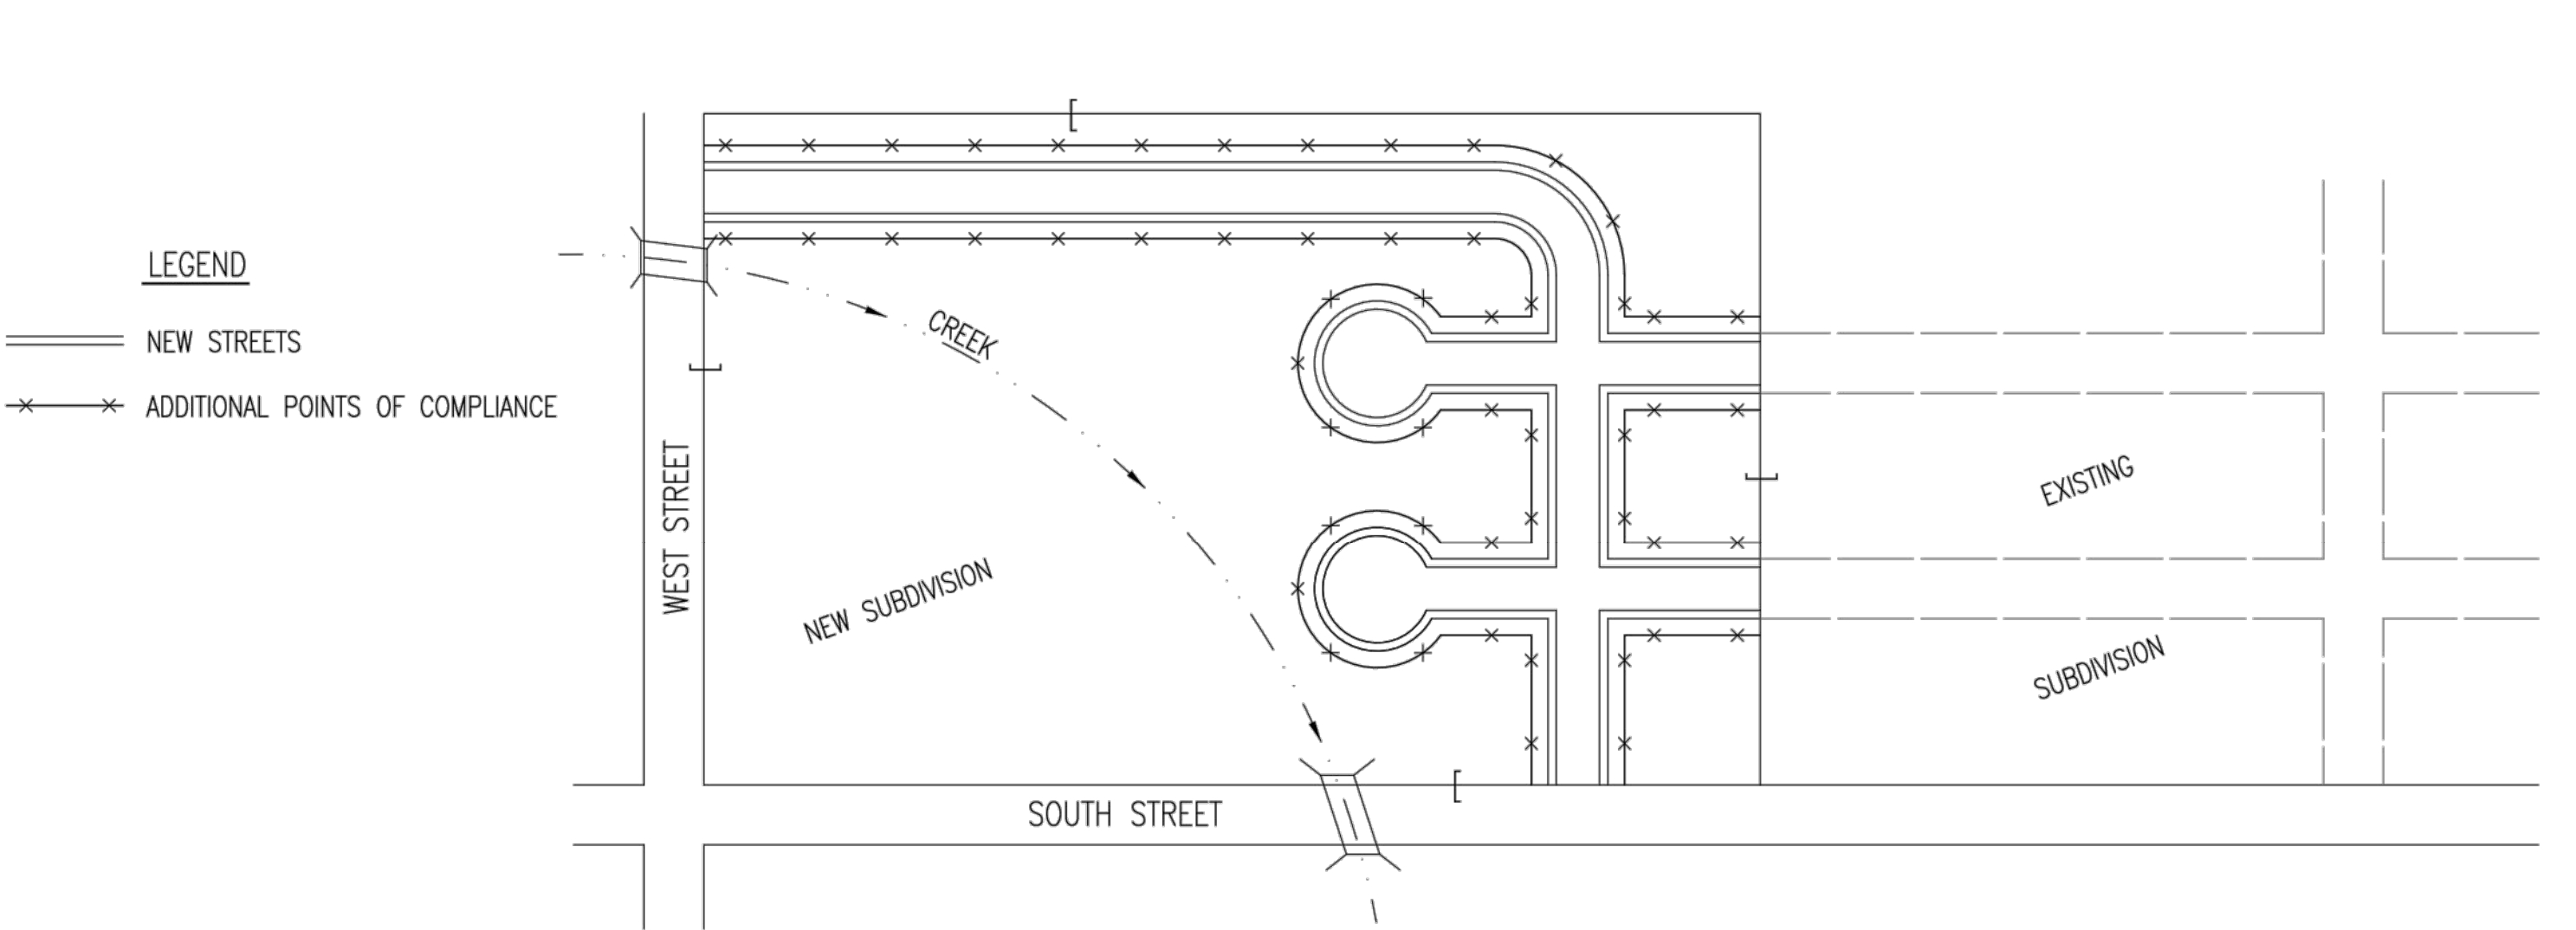 LEGEND
NEW STREETS
ADDITIONAL POINTS OF COMPLIANCE
CREEK
WEST STREET
NEW SUBDIVISION
SOUTH STREET
EXISTING
SUBDIVISION